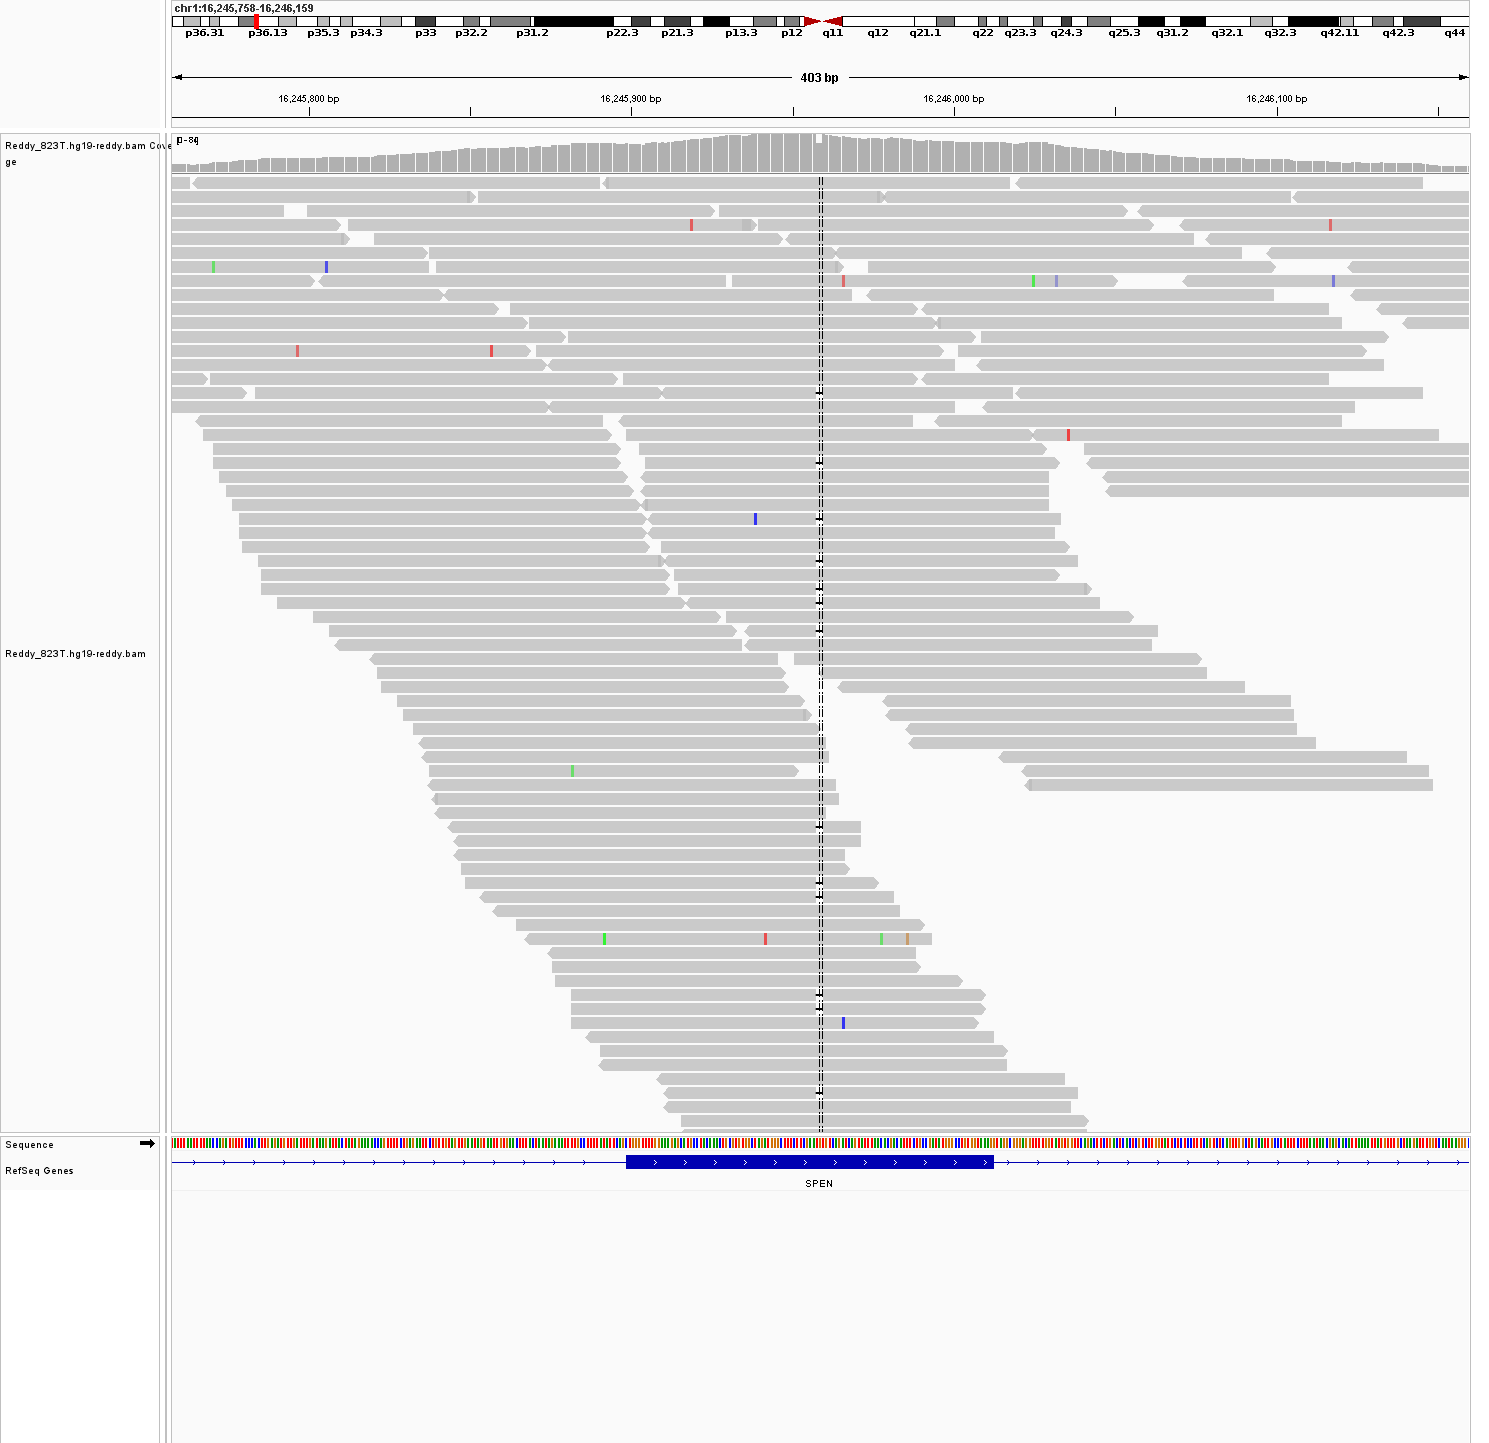 chr1:16,245,758-16,246,159
p36.31 p36.13 p35.3 p34.3 p33 p32.2 p31.2 p22.3 p21.3 p13.3 p12 q11 q12 q21.1 q22 q23.3 q24.3 q25.3 q31.2 q32.1 q32.3 q42.11 q42.3 q44
403 bp
16,245,800 bp 16,245,900 bp 16,246,000 bp 16,246,100 bp
Reddy_823T.hg19-reddy.bam Cove
ge
Reddy_823T.hg19-reddy.bam
Sequence
RefSeq Genes
SPEN